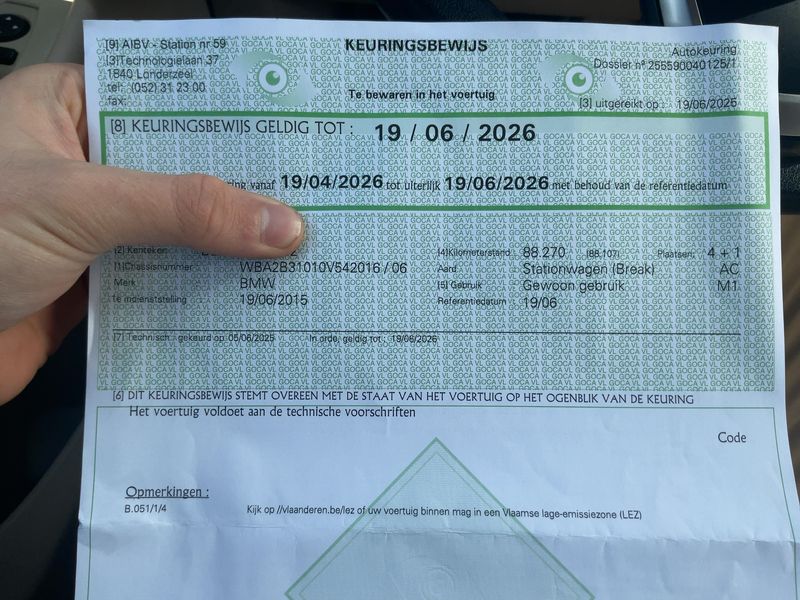 [9] AIBV - Station nr 59
KEURINGSBEWIJS
Autokeuring
[3]Technologielaan 37
Dossier nº 255590040125/1
1840 Londerzeel
tel: (052) 31 23 00
Te bewaren in het voertuig
fax:
[3] uitgereikt op : 19/06/2025
[8] KEURINGSBEWIJS GELDIG TOT : 19 / 06 / 2026
vanaf 19/04/2026 tot uiterlijk 19/06/2026 met behoud van de referentiedatum
[2] Kenteken [4]Kilometerstand : 88.270 (88.107) Plaatsen: 4 + 1
[1]Chassisnummer : WBA2B31010V542016 / 06 Aard : Stationwagen (Break) AC
Merk : BMW [5] Gebruik : Gewoon gebruik M1
1e indienststelling : 19/06/2015 Referentiedatum : 19/06
[7] Technisch : gekeurd op 05/06/2025 In orde, geldig tot : 19/06/2026
[6] DIT KEURINGSBEWIJS STEMT OVEREEN MET DE STAAT VAN HET VOERTUIG OP HET OGENBLIK VAN DE KEURING
Het voertuig voldoet aan de technische voorschriften
Code
Opmerkingen :
B.051/1/4 Kijk op //vlaanderen.be/lez of uw voertuig binnen mag in een Vlaamse lage-emissiezone (LEZ)